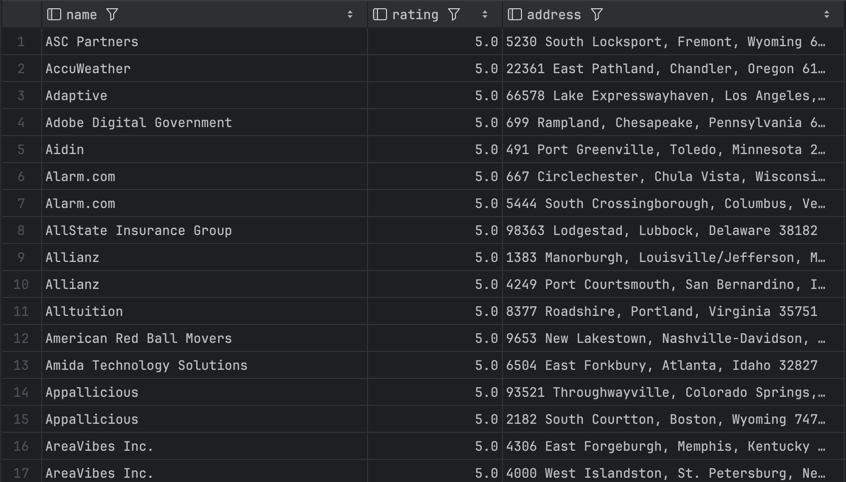 name rating address
1 ASC Partners 5.0 5230 South Locksport, Fremont, Wyoming 6…
2 AccuWeather 5.0 22361 East Pathland, Chandler, Oregon 61…
3 Adaptive 5.0 66578 Lake Expresswayhaven, Los Angeles,…
4 Adobe Digital Government 5.0 699 Rampland, Chesapeake, Pennsylvania 6…
5 Aidin 5.0 491 Port Greenville, Toledo, Minnesota 2…
6 Alarm.com 5.0 667 Circlechester, Chula Vista, Wisconsi…
7 Alarm.com 5.0 5444 South Crossingborough, Columbus, Ve…
8 AllState Insurance Group 5.0 98363 Lodgestad, Lubbock, Delaware 38182
9 Allianz 5.0 1383 Manorburgh, Louisville/Jefferson, M…
10 Allianz 5.0 4249 Port Courtsmouth, San Bernardino, I…
11 Alltuition 5.0 8377 Roadshire, Portland, Virginia 35751
12 American Red Ball Movers 5.0 9653 New Lakestown, Nashville-Davidson, …
13 Amida Technology Solutions 5.0 6504 East Forkbury, Atlanta, Idaho 32827
14 Appallicious 5.0 93521 Throughwayville, Colorado Springs,…
15 Appallicious 5.0 2182 South Courtton, Boston, Wyoming 747…
16 AreaVibes Inc. 5.0 4306 East Forgeburgh, Memphis, Kentucky …
17 AreaVibes Inc. 5.0 4000 West Islandston, St. Petersburg, Ne…